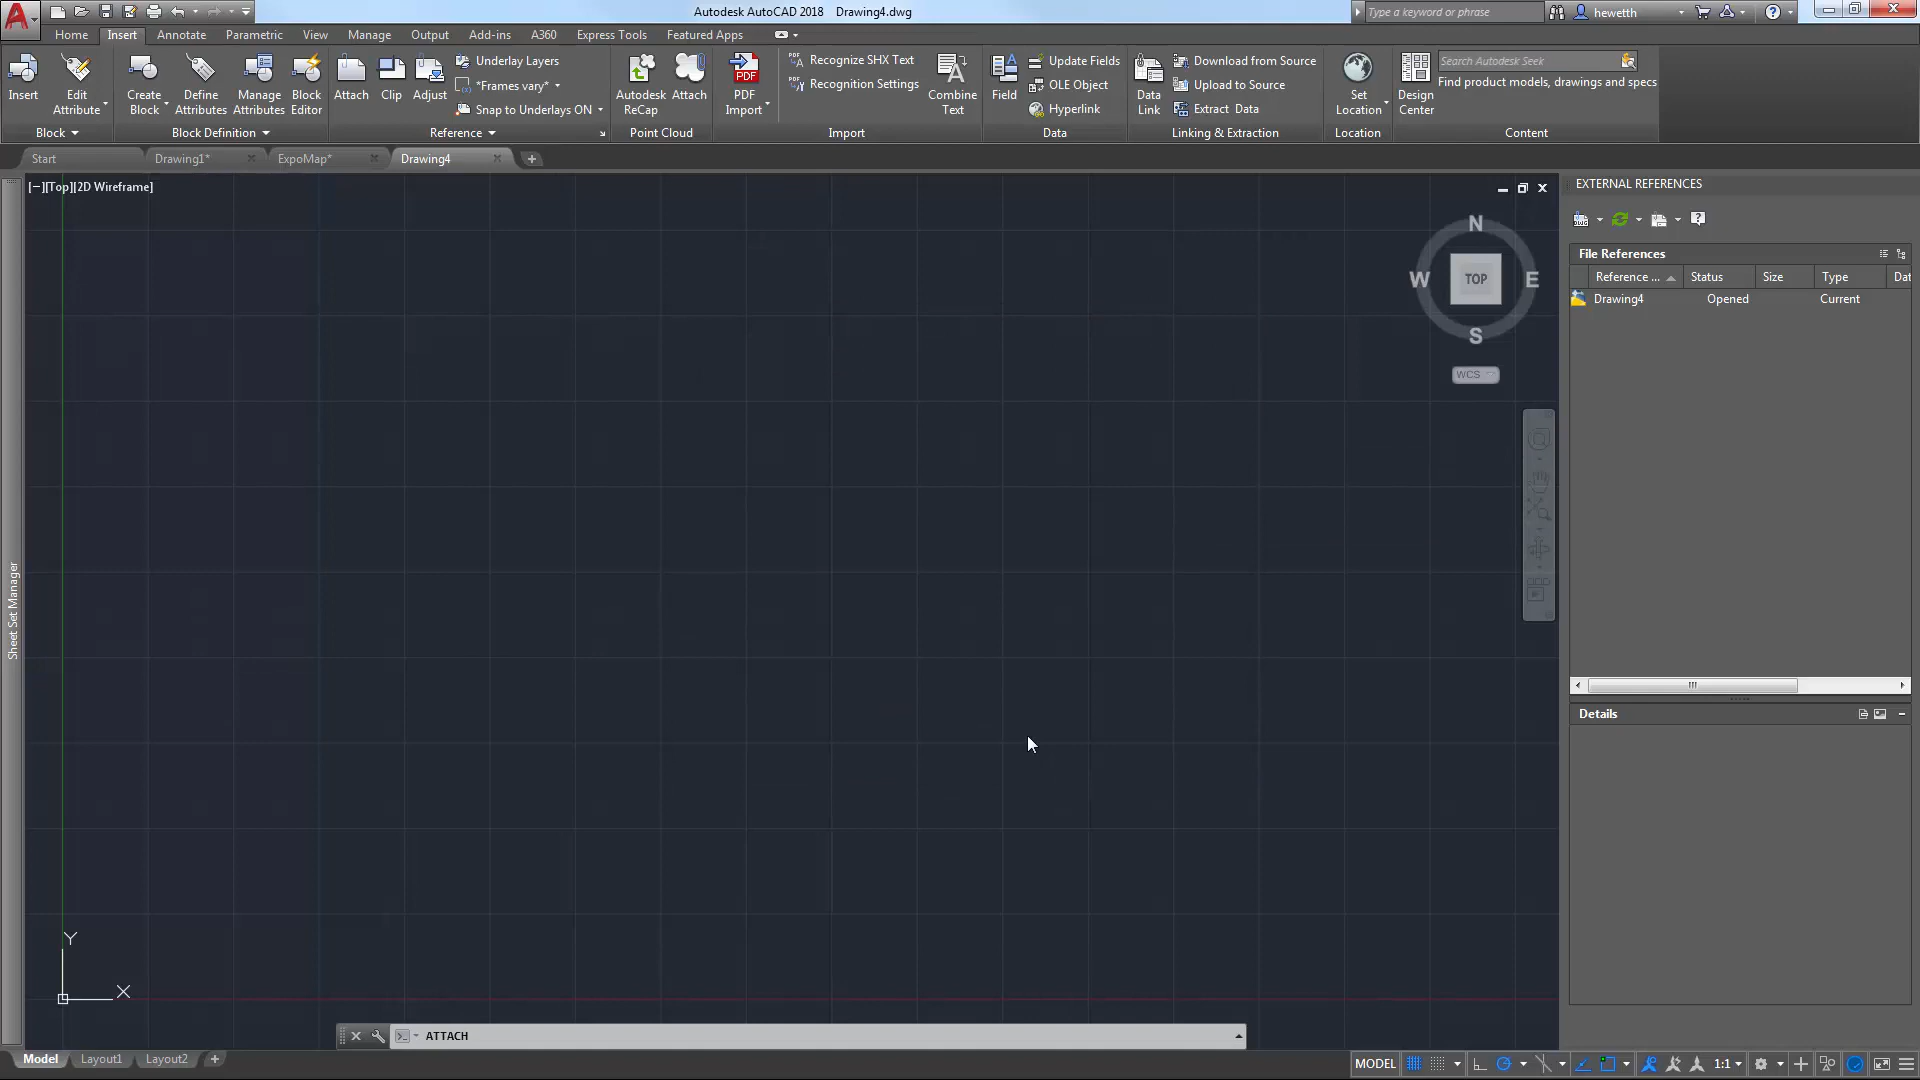 Autodesk AutoCAD 2018 Drawing4.dwg
Type a keyword or phrase
hewetth
Home Insert Annotate Parametric View Manage Output Add-ins A360 Express Tools Featured Apps
Insert
Edit
Attribute
Block
Create
Block
Define
Attributes
Manage
Attributes
Block
Editor
Block Definition
Attach
Clip
Adjust
Underlay Layers
*Frames vary*
Snap to Underlays ON
Reference
Autodesk
ReCap
Attach
Point Cloud
PDF
PDF
Import
Recognize SHX Text
Recognition Settings
Combine
Text
Import
Field
Update Fields
OLE Object
Hyperlink
Data
Data
Link
Download from Source
Upload to Source
Extract Data
Linking & Extraction
Set
Location
Location
Design
Center
Search Autodesk Seek
Find product models, drawings and specs
Content
Start Drawing1* ExpoMap* Drawing4
[−][Top][2D Wireframe]
N
W TOP E
S
WCS
Sheet Set Manager
EXTERNAL REFERENCES
File References
Reference ... Status Size Type Dat
Drawing4 Opened Current
Details
Y
X
ATTACH
Model Layout1 Layout2
MODEL 1:1